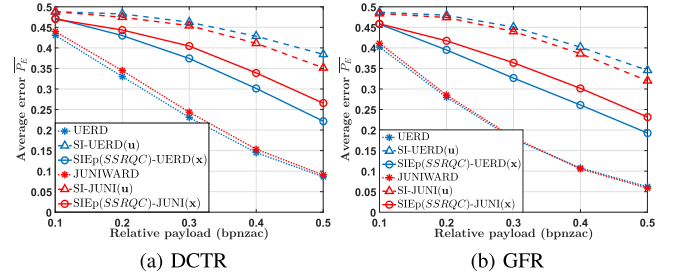 0.5
0.45
0.4
0.35
0.3
0.25
0.2
0.15
0.1
0.05
0
Average error P_E
UERD
SI-UERD(u)
SIEp(SSRQC)-UERD(x)
JUNIWARD
SI-JUNI(u)
SIEp(SSRQC)-JUNI(x)
0.1 0.2 0.3 0.4 0.5
Relative payload (bpnzac)
(a) DCTR
0.5
0.45
0.4
0.35
0.3
0.25
0.2
0.15
0.1
0.05
0
Average error P_E
UERD
SI-UERD(u)
SIEp(SSRQC)-UERD(x)
JUNIWARD
SI-JUNI(u)
SIEp(SSRQC)-JUNI(x)
0.1 0.2 0.3 0.4 0.5
Relative payload (bpnzac)
(b) GFR